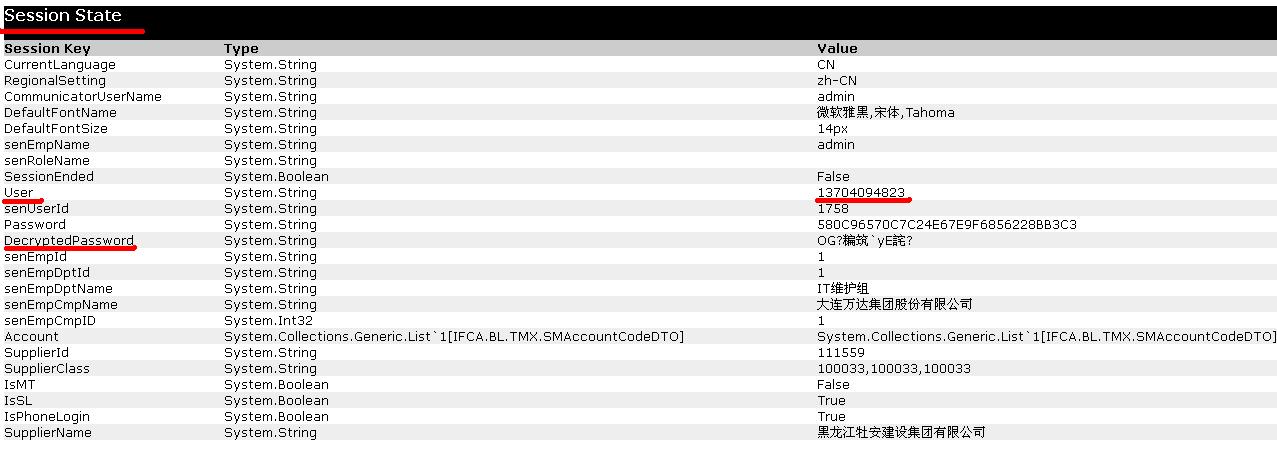 Session State
Session Key Type Value
CurrentLanguage System.String CN
RegionalSetting System.String zh-CN
CommunicatorUserName System.String admin
DefaultFontName System.String 微软雅黑,宋体,Tahoma
DefaultFontSize System.String 14px
senEmpName System.String admin
senRoleName System.String
SessionEnded System.Boolean False
User System.String 13704094823
senUserId System.String 1758
Password System.String 580C96570C7C24E67E9F6856228BB3C3
DecryptedPassword System.String OG?稨筑`yE詫?
senEmpId System.String 1
senEmpDptId System.String 1
senEmpDptName System.String IT维护组
senEmpCmpName System.String 大连万达集团股份有限公司
senEmpCmpID System.Int32 1
Account System.Collections.Generic.List`1[IFCA.BL.TMX.SMAccountCodeDTO] System.Collections.Generic.List`1[IFCA.BL.TMX.SMAccountCodeDTO]
SupplierId System.String 111559
SupplierClass System.String 100033,100033,100033
IsMT System.Boolean False
IsSL System.Boolean True
IsPhoneLogin System.Boolean True
SupplierName System.String 黑龙江牡安建设集团有限公司